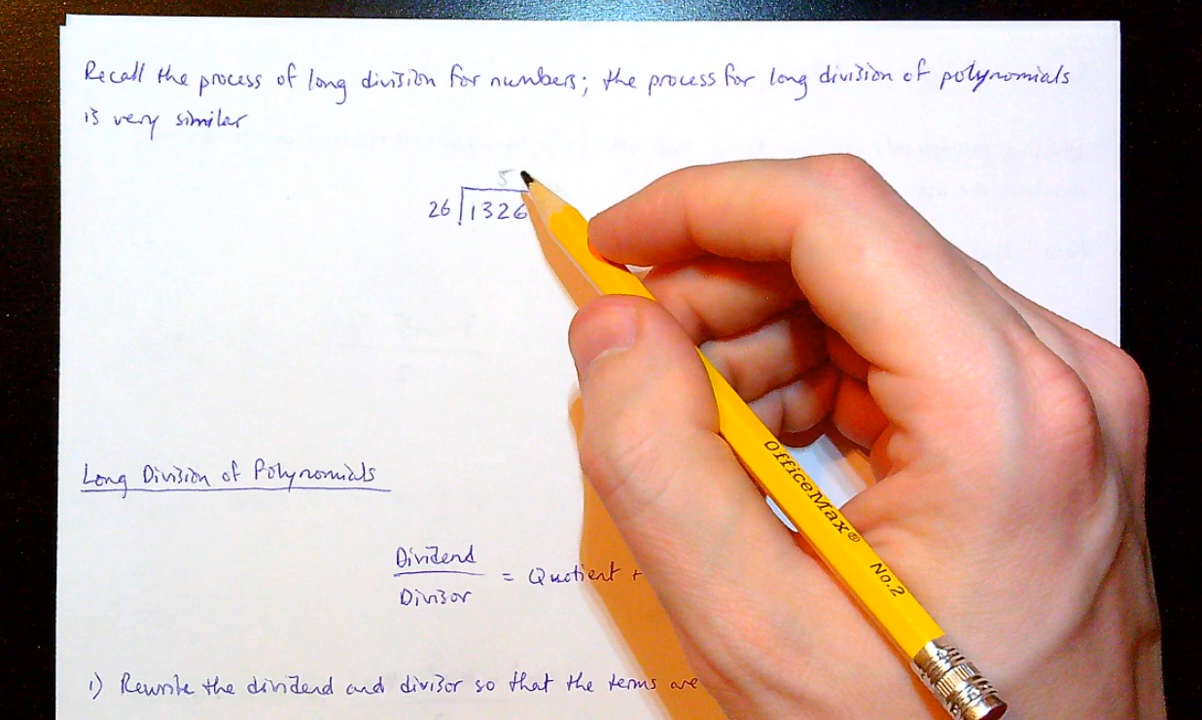 Recall the process of long division for numbers; the process for long division of polynomials
is very similar
5
26 1326
Long Division of Polynomials
Dividend
= Quotient +
Divisor
1) Rewrite the dividend and divisor so that the terms are
OfficeMax® No.2